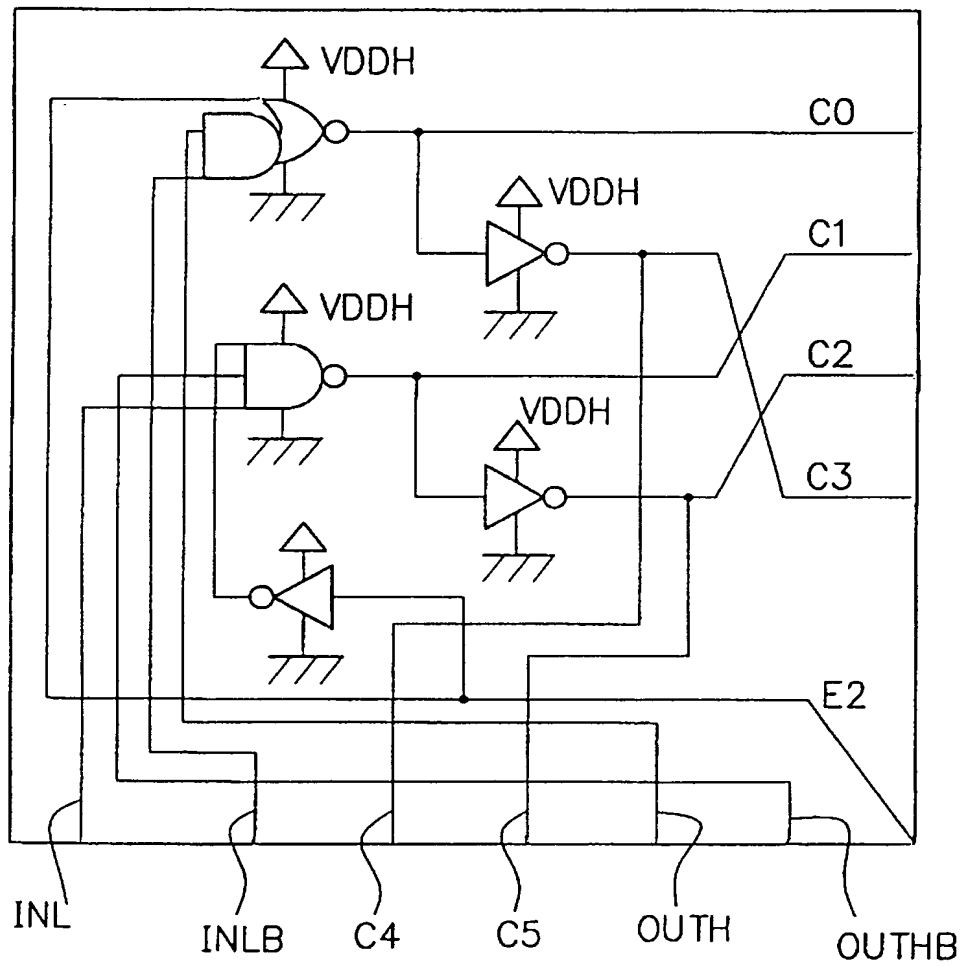 VDDH
C0
VDDH
C1
VDDH
C2
VDDH
C3
E2
INL
INLB
C4
C5
OUTH
OUTHB